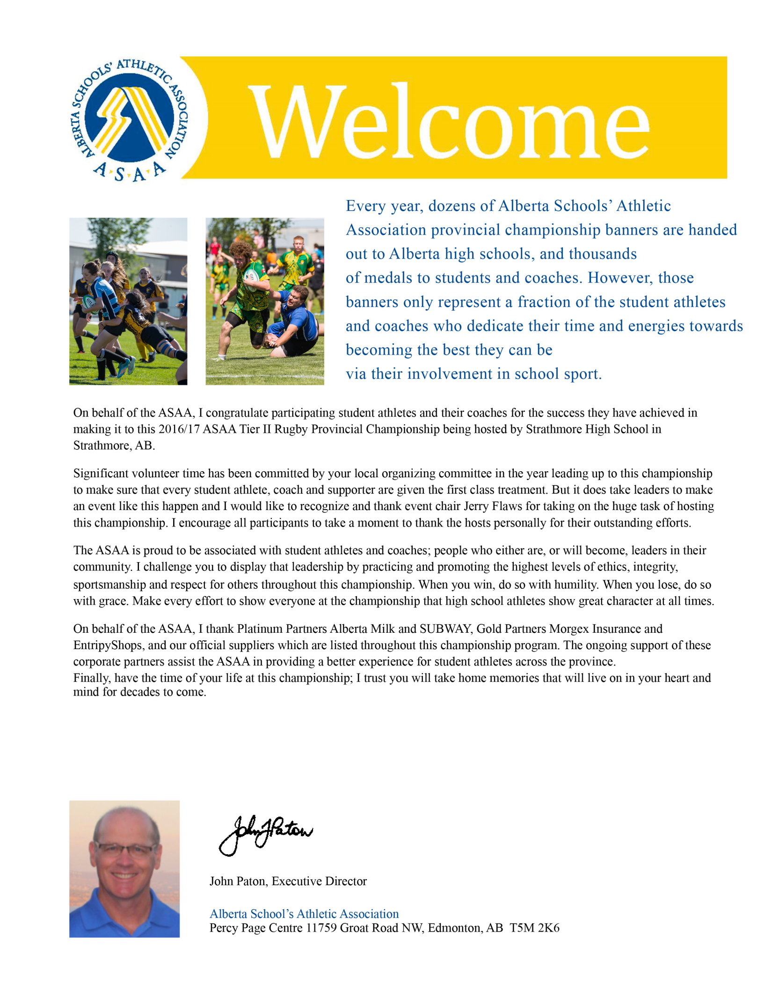 ALBERTA SCHOOLS' ATHLETIC ASSOCIATION
A·S·A·A
Welcome
Every year, dozens of Alberta Schools’ Athletic
Association provincial championship banners are handed
out to Alberta high schools, and thousands
of medals to students and coaches. However, those
banners only represent a fraction of the student athletes
and coaches who dedicate their time and energies towards
becoming the best they can be
via their involvement in school sport.
On behalf of the ASAA, I congratulate participating student athletes and their coaches for the success they have achieved in
making it to this 2016/17 ASAA Tier II Rugby Provincial Championship being hosted by Strathmore High School in
Strathmore, AB.
Significant volunteer time has been committed by your local organizing committee in the year leading up to this championship
to make sure that every student athlete, coach and supporter are given the first class treatment. But it does take leaders to make
an event like this happen and I would like to recognize and thank event chair Jerry Flaws for taking on the huge task of hosting
this championship. I encourage all participants to take a moment to thank the hosts personally for their outstanding efforts.
The ASAA is proud to be associated with student athletes and coaches; people who either are, or will become, leaders in their
community. I challenge you to display that leadership by practicing and promoting the highest levels of ethics, integrity,
sportsmanship and respect for others throughout this championship. When you win, do so with humility. When you lose, do so
with grace. Make every effort to show everyone at the championship that high school athletes show great character at all times.
On behalf of the ASAA, I thank Platinum Partners Alberta Milk and SUBWAY, Gold Partners Morgex Insurance and
EntripyShops, and our official suppliers which are listed throughout this championship program. The ongoing support of these
corporate partners assist the ASAA in providing a better experience for student athletes across the province.
Finally, have the time of your life at this championship; I trust you will take home memories that will live on in your heart and
mind for decades to come.
John F Paton
John Paton, Executive Director
Alberta School’s Athletic Association
Percy Page Centre 11759 Groat Road NW, Edmonton, AB  T5M 2K6